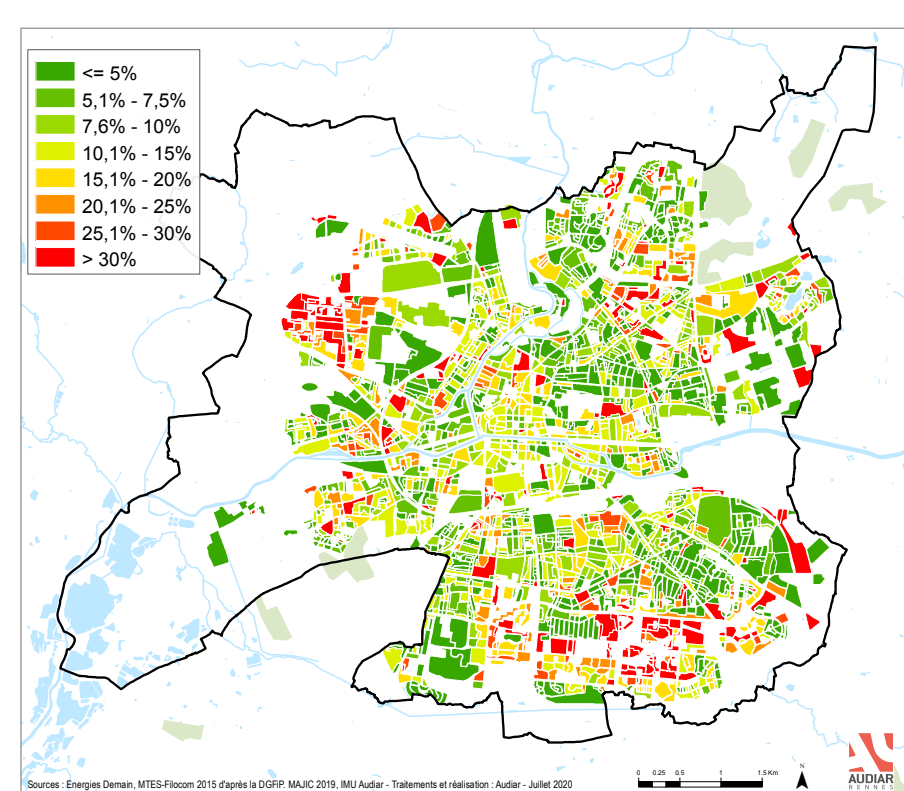 <= 5%
5,1% - 7,5%
7,6% - 10%
10,1% - 15%
15,1% - 20%
20,1% - 25%
25,1% - 30%
> 30%
Sources : Energies Demain, MTES-Filocom 2015 d'après la DGFiP. MAJIC 2019, IMU Audiar - Traitements et réalisation : Audiar - Juillet 2020
0 0.25 0.5 1 1.5 Km
N
AUDIAR
RENNES